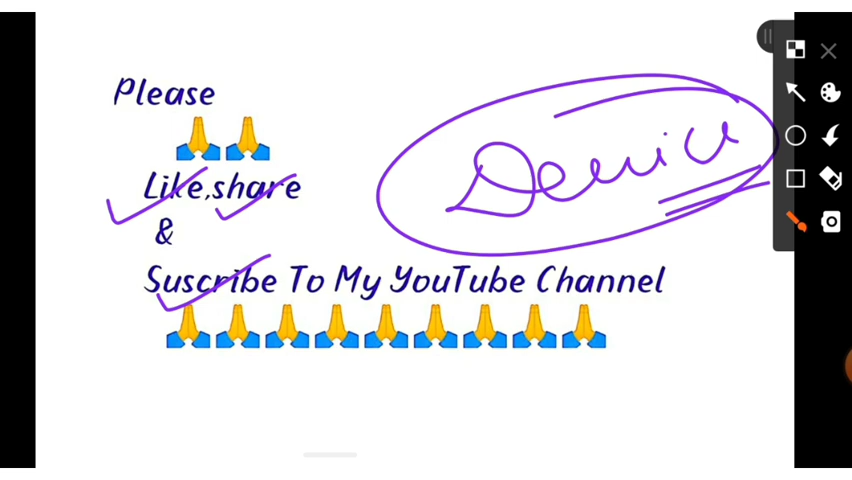 Please
🙏🙏
Like,share
&
Suscribe To My YouTube Channel
🙏🙏🙏🙏🙏🙏🙏🙏🙏